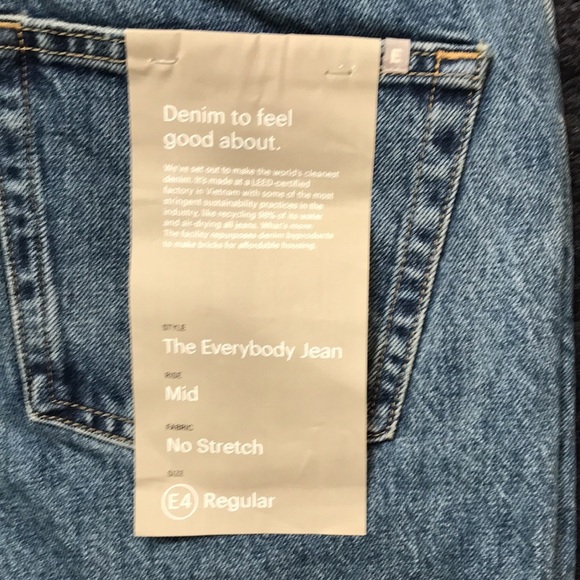 E
Denim to feel
good about.
We've set out to make the world's cleanest
denim. It's made at a LEED-certified
factory in Vietnam with some of the most
stringent sustainability practices in the
industry, like recycling 98% of its water
and air-drying all jeans. What's more:
The facility repurposes denim byproducts
to make bricks for affordable housing.
STYLE
The Everybody Jean
RISE
Mid
FABRIC
No Stretch
SIZE
E4 Regular